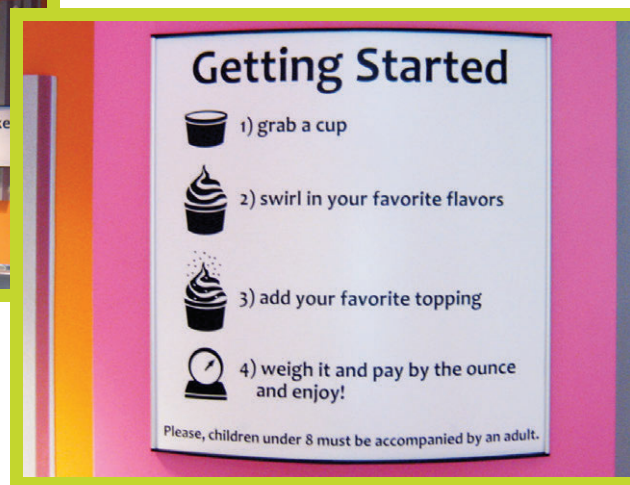 Getting Started
1) grab a cup
2) swirl in your favorite flavors
3) add your favorite topping
4) weigh it and pay by the ounce
and enjoy!
Please, children under 8 must be accompanied by an adult.